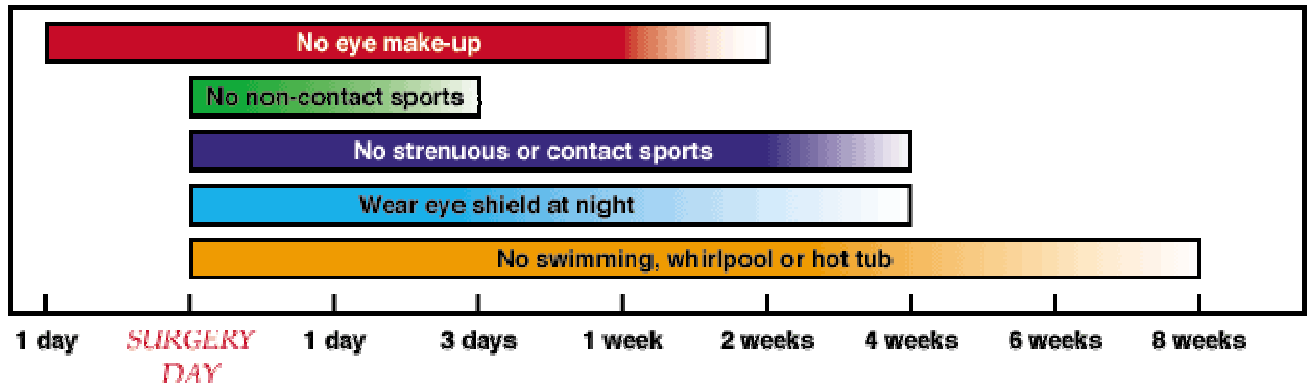 No eye make-up
No non-contact sports
No strenuous or contact sports
Wear eye shield at night
No swimming, whirlpool or hot tub
1 day SURGERY DAY 1 day 3 days 1 week 2 weeks 4 weeks 6 weeks 8 weeks